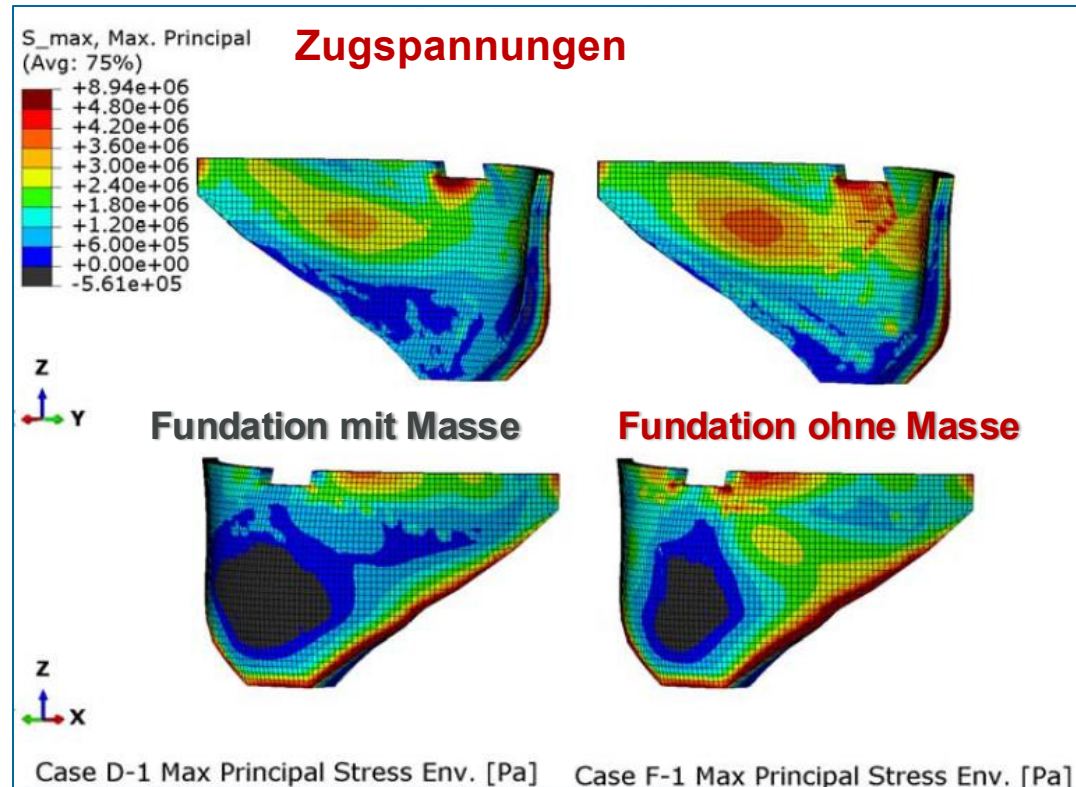 Zugspannungen
S_max, Max. Principal
(Avg: 75%)
+8.94e+06
+4.80e+06
+4.20e+06
+3.60e+06
+3.00e+06
+2.40e+06
+1.80e+06
+1.20e+06
+6.00e+05
+0.00e+00
-5.61e+05
Z
Y
Fundation mit Masse
Fundation ohne Masse
Z
X
Case D-1 Max Principal Stress Env. [Pa]
Case F-1 Max Principal Stress Env. [Pa]